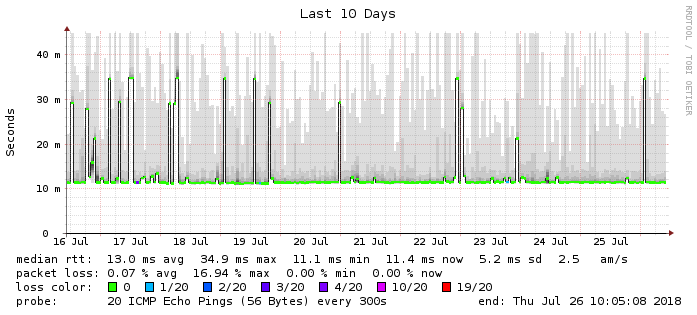 Last 10 Days
RRDTOOL / TOBI OETIKER
Seconds
40 m
30 m
20 m
10 m
0
16 Jul 17 Jul 18 Jul 19 Jul 20 Jul 21 Jul 22 Jul 23 Jul 24 Jul 25 Jul
median rtt: 13.0 ms avg 34.9 ms max 11.1 ms min 11.4 ms now 5.2 ms sd 2.5 am/s
packet loss: 0.07 % avg 16.94 % max 0.00 % min 0.00 % now
loss color: 0 1/20 2/20 3/20 4/20 10/20 19/20
probe: 20 ICMP Echo Pings (56 Bytes) every 300s end: Thu Jul 26 10:05:08 2018